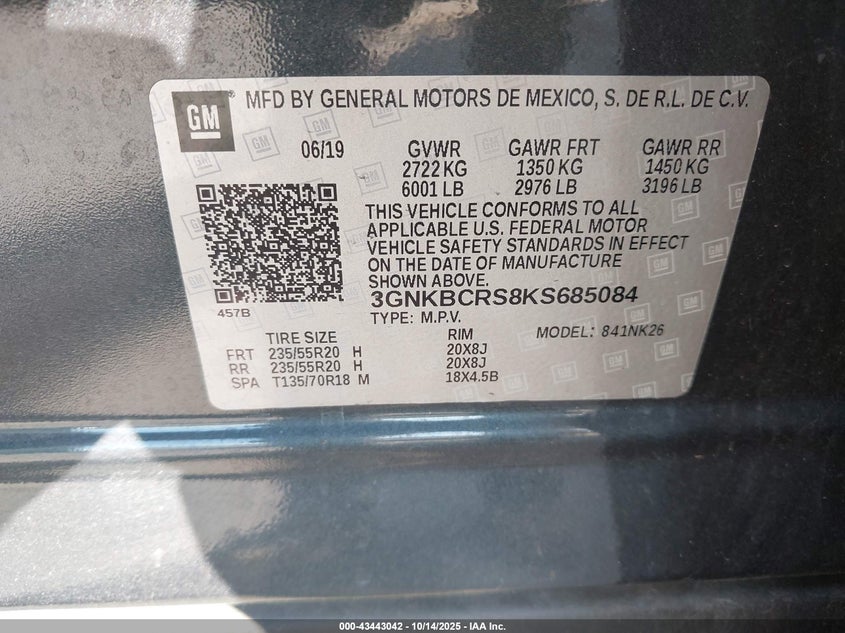 GM
MFD BY GENERAL MOTORS DE MEXICO, S. DE R.L. DE C.V.
06/19 GVWR GAWR FRT GAWR RR
2722 KG 1350 KG 1450 KG
6001 LB 2976 LB 3196 LB
THIS VEHICLE CONFORMS TO ALL
APPLICABLE U.S. FEDERAL MOTOR
VEHICLE SAFETY STANDARDS IN EFFECT
ON THE DATE OF MANUFACTURE
SHOWN ABOVE.
3GNKBCRS8KS685084
457B
TYPE: M.P.V. MODEL: 841NK26
TIRE SIZE RIM
FRT 235/55R20 H 20X8J
RR 235/55R20 H 20X8J
SPA T135/70R18 M 18X4.5B
000-43443042 - 10/14/2025 - IAA Inc.